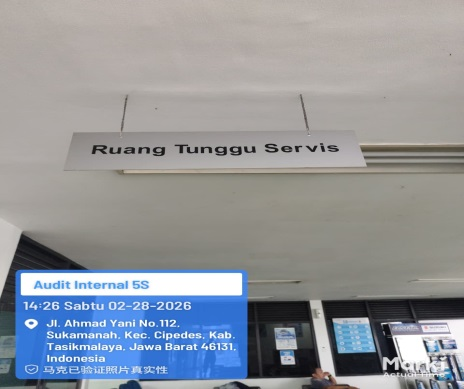 Ruang Tunggu Servis
Audit Internal 5S
14:26 Sabtu 02-28-2026
Jl. Ahmad Yani No.112,
Sukamanah, Kec. Cipedes, Kab.
Tasikmalaya, Jawa Barat 46131,
Indonesia
马克已验证照片真实性